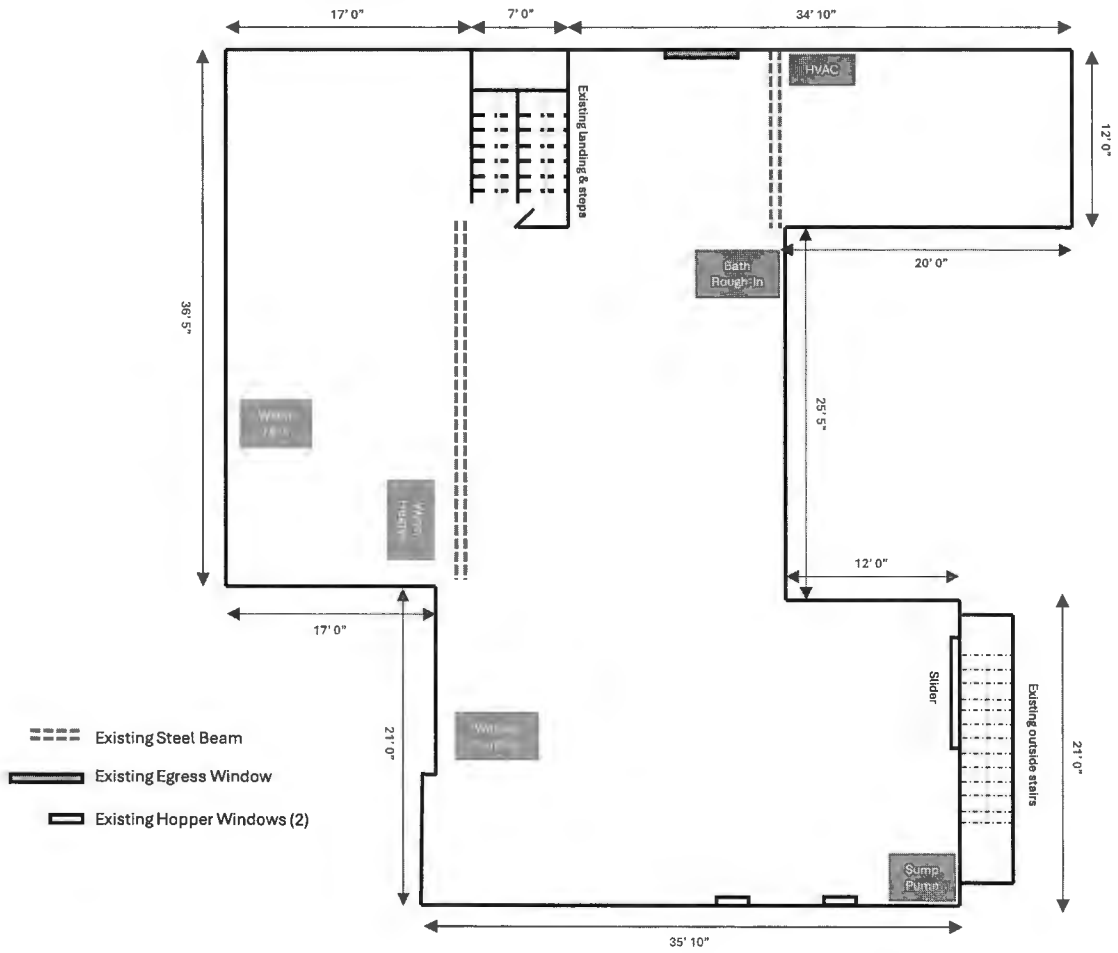 17' 0"
7' 0"
34' 10"
HVAC
12' 0"
Existing landing & steps
20' 0"
Bath
Rough-In
36' 5"
25' 5"
Water
12' 0"
17' 0"
Slider
Existing outside stairs
21' 0"
21' 0"
Existing Steel Beam
Existing Egress Window
Existing Hopper Windows (2)
Sump
Pump
35' 10"